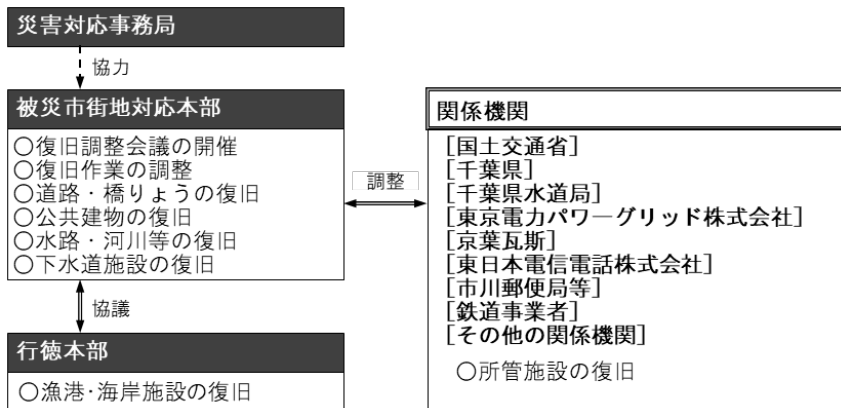 災害対応事務局
協力
被災市街地対応本部
〇復旧調整会議の開催
〇復旧作業の調整
〇道路・橋りょうの復旧
〇公共建物の復旧
〇水路・河川等の復旧
〇下水道施設の復旧
協議
行徳本部
〇漁港・海岸施設の復旧
調整
関係機関
[国土交通省]
[千葉県]
[千葉県水道局]
[東京電力パワーグリッド株式会社]
[京葉瓦斯]
[東日本電信電話株式会社]
[市川郵便局等]
[鉄道事業者]
[その他の関係機関]
〇所管施設の復旧